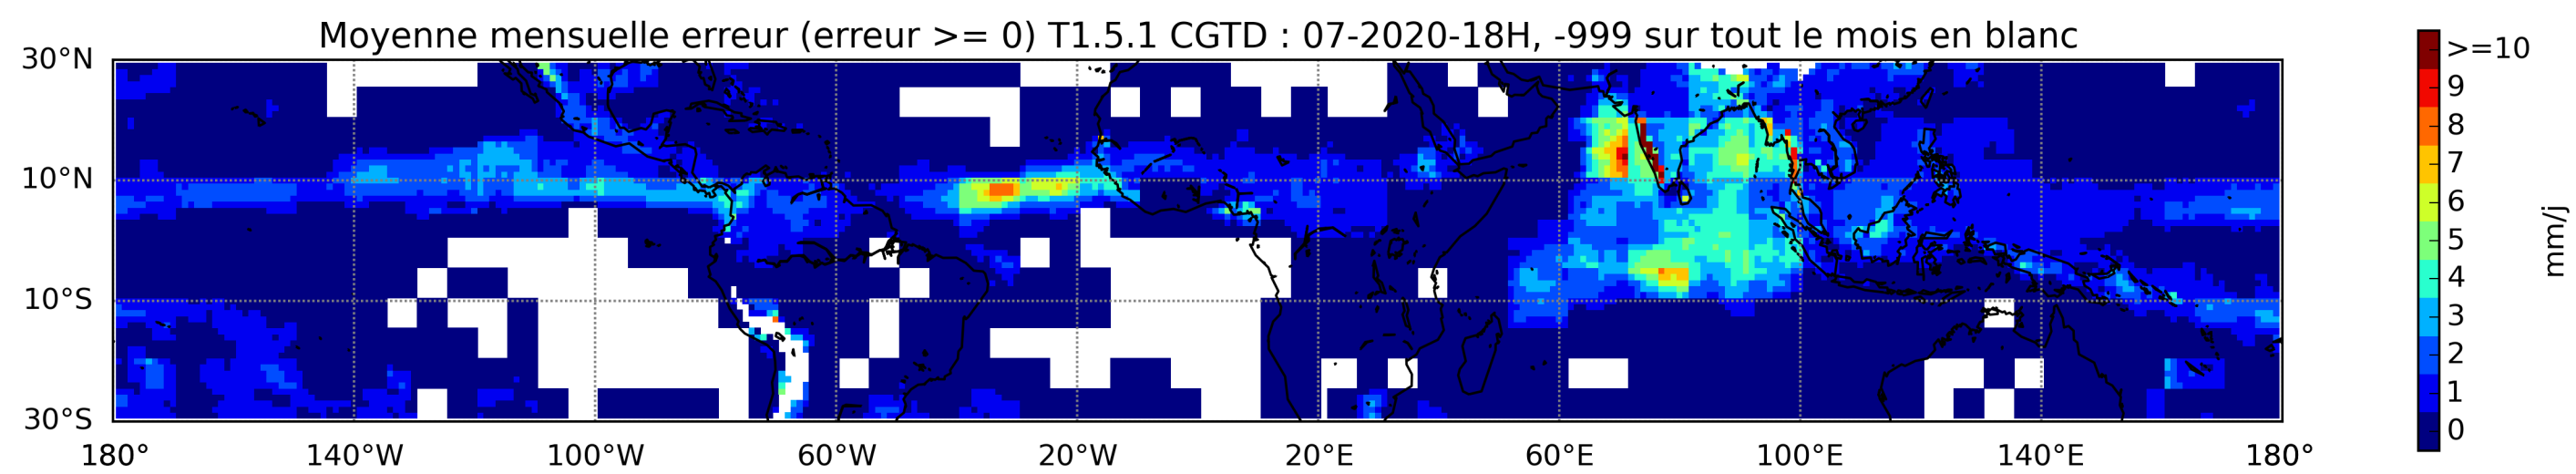 Moyenne mensuelle erreur (erreur >= 0) T1.5.1 CGTD : 07-2020-18H, -999 sur tout le mois en blanc
30°N
10°N
10°S
30°S
180° 140°W 100°W 60°W 20°W 20°E 60°E 100°E 140°E 180°
>=10
9
8
7
6
5
4
3
2
1
0
mm/j